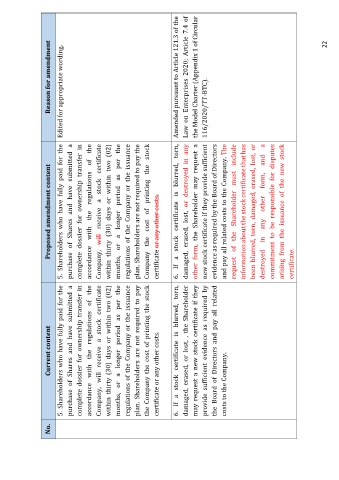 22
No.
Current content
Proposed amendment content
Reason for amendment
5. Shareholders who have fully paid for the
purchase of Shares and have submitted a
complete dossier for ownership transfer in
accordance with the regulations of the
Company, will receive a stock certificate
within thirty (30) days or within two (02)
months, or a longer period as per the
regulations of the Company or the issuance
plan. Shareholders are not required to pay
the Company the cost of printing the stock
certificate or any other costs.
5. Shareholders who have fully paid for the
purchase of Shares and have submitted a
complete dossier for ownership transfer in
accordance with the regulations of the
Company, will receive a stock certificate
within thirty (30) days or within two (02)
months, or a longer period as per the
regulations of the Company or the issuance
plan. Shareholders are not required to pay the
Company the cost of printing the stock
certificate or any other costs.
Edited for appropriate wording.
6. If a stock certificate is blurred, torn,
damaged, erased, or lost, the Shareholder
may request a new stock certificate if they
provide sufficient evidence as required by
the Board of Directors and pay all related
costs to the Company.
6. If a stock certificate is blurred, torn,
damaged, erased, lost, or destroyed in any
other form, the Shareholder may request a
new stock certificate if they provide sufficient
evidence as required by the Board of Directors
and pay all related costs to the Company. The
request of the Shareholder must include
information about the stock certificate that has
been blurred, torn, damaged, erased, lost, or
destroyed in any other form, and a
commitment to be responsible for disputes
arising from the issuance of the new stock
certificate.
Amended pursuant to Article 121.3 of the
Law on Enterprises 2020; Article 7.4 of
the Model Charter (Appendix 1 of Circular
116/2020/TT-BTC).